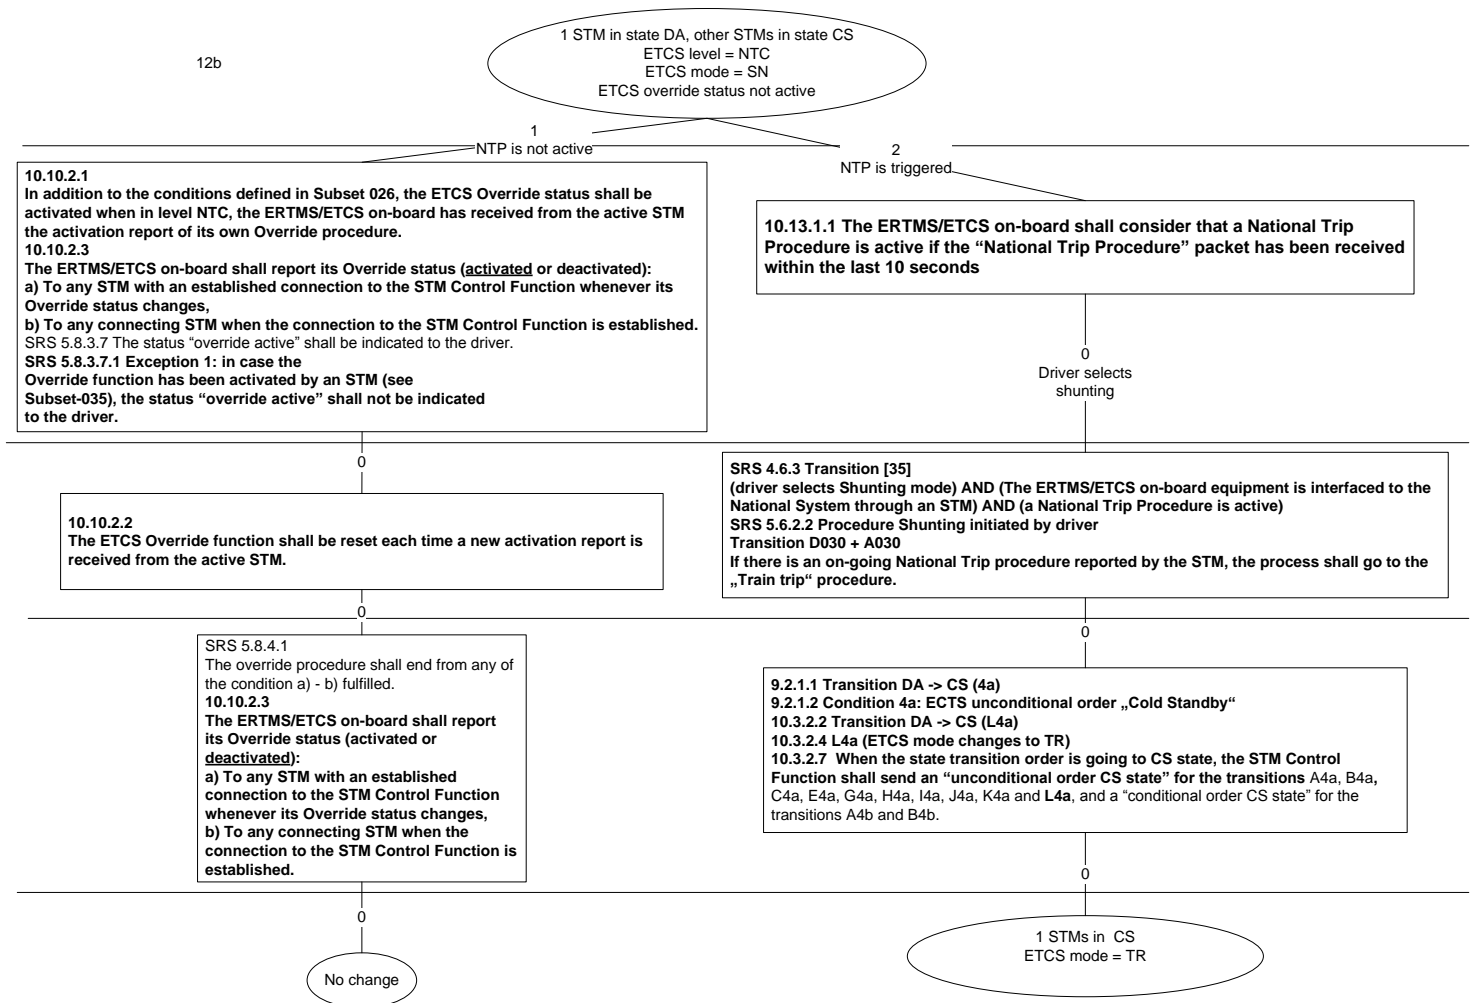 12b
1 STM in state DA, other STMs in state CS
ETCS level = NTC
ETCS mode = SN
ETCS override status not active
1
NTP is not active
10.10.2.1
In addition to the conditions defined in Subset 026, the ETCS Override status shall be
activated when in level NTC, the ERTMS/ETCS on-board has received from the active STM
the activation report of its own Override procedure.
10.10.2.3
The ERTMS/ETCS on-board shall report its Override status (activated or deactivated):
a) To any STM with an established connection to the STM Control Function whenever its
Override status changes,
b) To any connecting STM when the connection to the STM Control Function is established.
SRS 5.8.3.7 The status “override active” shall be indicated to the driver.
SRS 5.8.3.7.1 Exception 1: in case the
Override function has been activated by an STM (see
Subset-035), the status “override active” shall not be indicated
to the driver.
0
10.10.2.2
The ETCS Override function shall be reset each time a new activation report is
received from the active STM.
0
SRS 5.8.4.1
The override procedure shall end from any of
the condition a) - b) fulfilled.
10.10.2.3
The ERTMS/ETCS on-board shall report
its Override status (activated or
deactivated):
a) To any STM with an established
connection to the STM Control Function
whenever its Override status changes,
b) To any connecting STM when the
connection to the STM Control Function is
established.
0
No change
2
NTP is triggered
10.13.1.1 The ERTMS/ETCS on-board shall consider that a National Trip
Procedure is active if the “National Trip Procedure” packet has been received
within the last 10 seconds
0
Driver selects
shunting
SRS 4.6.3 Transition [35]
(driver selects Shunting mode) AND (The ERTMS/ETCS on-board equipment is interfaced to the
National System through an STM) AND (a National Trip Procedure is active)
SRS 5.6.2.2 Procedure Shunting initiated by driver
Transition D030 + A030
If there is an on-going National Trip procedure reported by the STM, the process shall go to the
„Train trip“ procedure.
0
9.2.1.1 Transition DA -> CS (4a)
9.2.1.2 Condition 4a: ECTS unconditional order „Cold Standby“
10.3.2.2 Transition DA -> CS (L4a)
10.3.2.4 L4a (ETCS mode changes to TR)
10.3.2.7 When the state transition order is going to CS state, the STM Control
Function shall send an “unconditional order CS state” for the transitions A4a, B4a,
C4a, E4a, G4a, H4a, I4a, J4a, K4a and L4a, and a “conditional order CS state” for the
transitions A4b and B4b.
0
1 STMs in CS
ETCS mode = TR